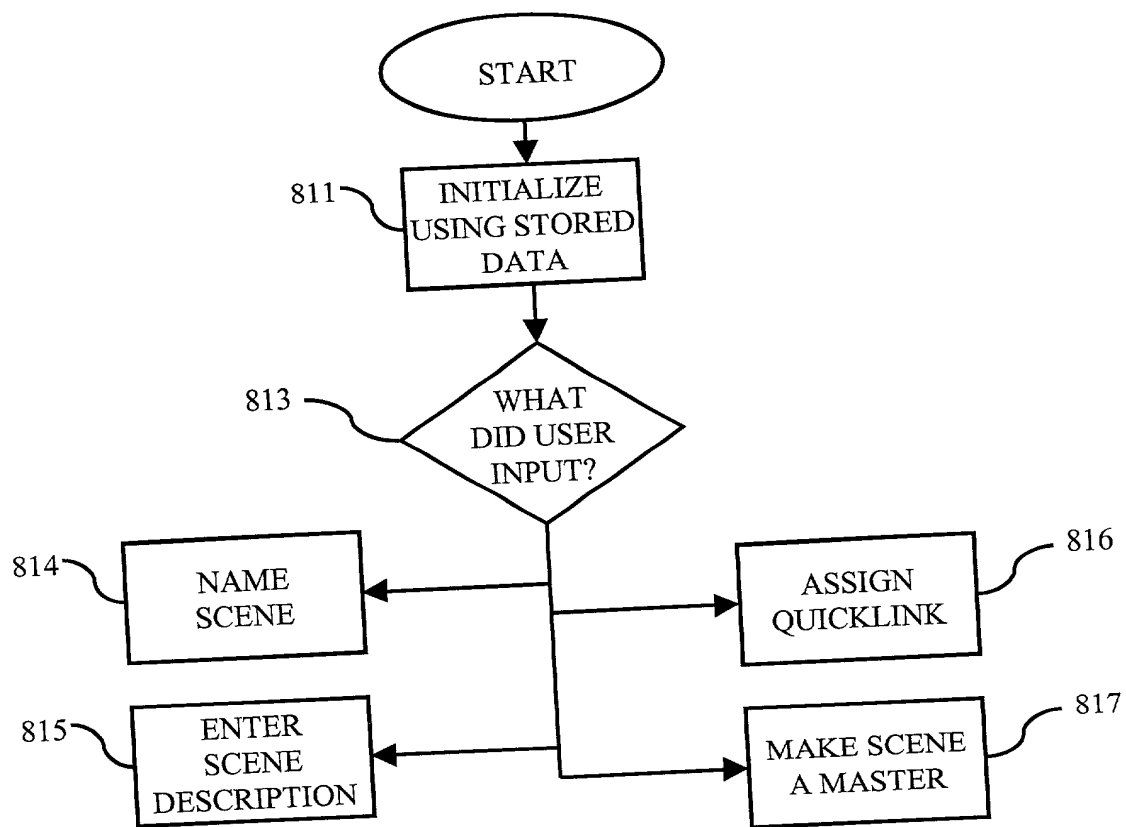 START
811
INITIALIZE
USING STORED
DATA
813
WHAT
DID USER
INPUT?
814
NAME
SCENE
816
ASSIGN
QUICKLINK
815
ENTER
SCENE
DESCRIPTION
817
MAKE SCENE
A MASTER